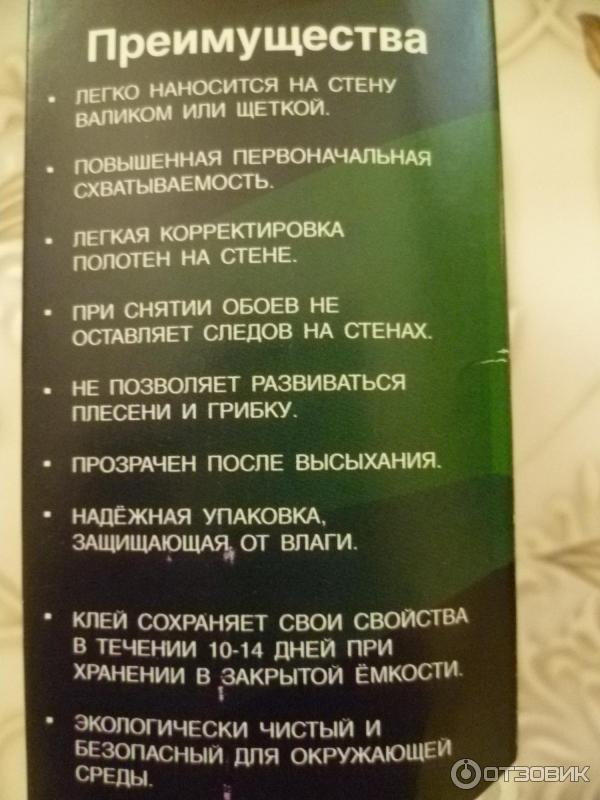 Преимущества
• ЛЕГКО НАНОСИТСЯ НА СТЕНУ
ВАЛИКОМ ИЛИ ЩЕТКОЙ.
• ПОВЫШЕННАЯ ПЕРВОНАЧАЛЬНАЯ
СХВАТЫВАЕМОСТЬ.
• ЛЕГКАЯ КОРРЕКТИРОВКА
ПОЛОТЕН НА СТЕНЕ.
• ПРИ СНЯТИИ ОБОЕВ НЕ
ОСТАВЛЯЕТ СЛЕДОВ НА СТЕНАХ.
• НЕ ПОЗВОЛЯЕТ РАЗВИВАТЬСЯ
ПЛЕСЕНИ И ГРИБКУ.
• ПРОЗРАЧЕН ПОСЛЕ ВЫСЫХАНИЯ.
• НАДЁЖНАЯ УПАКОВКА,
ЗАЩИЩАЮЩАЯ ОТ ВЛАГИ.
• КЛЕЙ СОХРАНЯЕТ СВОИ СВОЙСТВА
В ТЕЧЕНИИ 10-14 ДНЕЙ ПРИ
ХРАНЕНИИ В ЗАКРЫТОЙ ЁМКОСТИ.
• ЭКОЛОГИЧЕСКИ ЧИСТЫЙ И
БЕЗОПАСНЫЙ ДЛЯ ОКРУЖАЮЩЕЙ
СРЕДЫ.
ОТЗОВИК